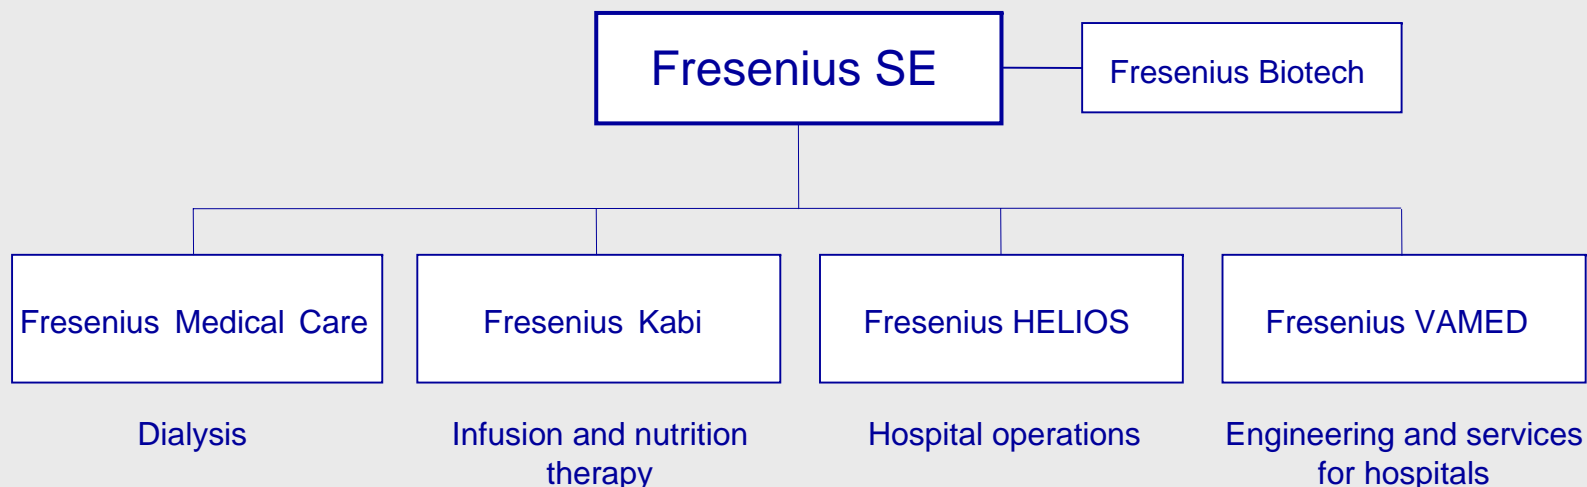 Fresenius SE
Fresenius Biotech
Fresenius Medical Care
Fresenius Kabi
Fresenius HELIOS
Fresenius VAMED
Dialysis
Infusion and nutrition
therapy
Hospital operations
Engineering and services
for hospitals